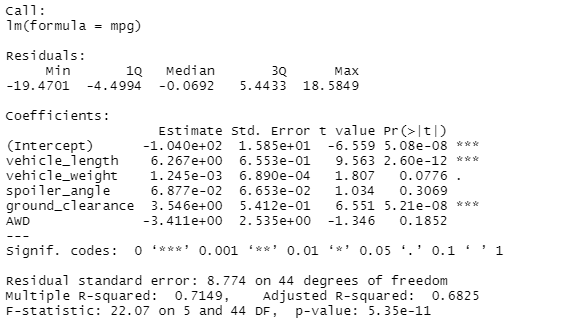 Call:
lm(formula = mpg)
Residuals:
Min 1Q Median 3Q Max
-19.4701 -4.4994 -0.0692 5.4433 18.5849
Coefficients:
Estimate Std. Error t value Pr(>|t|)
(Intercept) -1.040e+02 1.585e+01 -6.559 5.08e-08 ***
vehicle_length 6.267e+00 6.553e-01 9.563 2.60e-12 ***
vehicle_weight 1.245e-03 6.890e-04 1.807 0.0776 .
spoiler_angle 6.877e-02 6.653e-02 1.034 0.3069
ground_clearance 3.546e+00 5.412e-01 6.551 5.21e-08 ***
AWD -3.411e+00 2.535e+00 -1.346 0.1852
---
Signif. codes: 0 ‘***’ 0.001 ‘**’ 0.01 ‘*’ 0.05 ‘.’ 0.1 ‘ ’ 1
Residual standard error: 8.774 on 44 degrees of freedom
Multiple R-squared: 0.7149, Adjusted R-squared: 0.6825
F-statistic: 22.07 on 5 and 44 DF, p-value: 5.35e-11